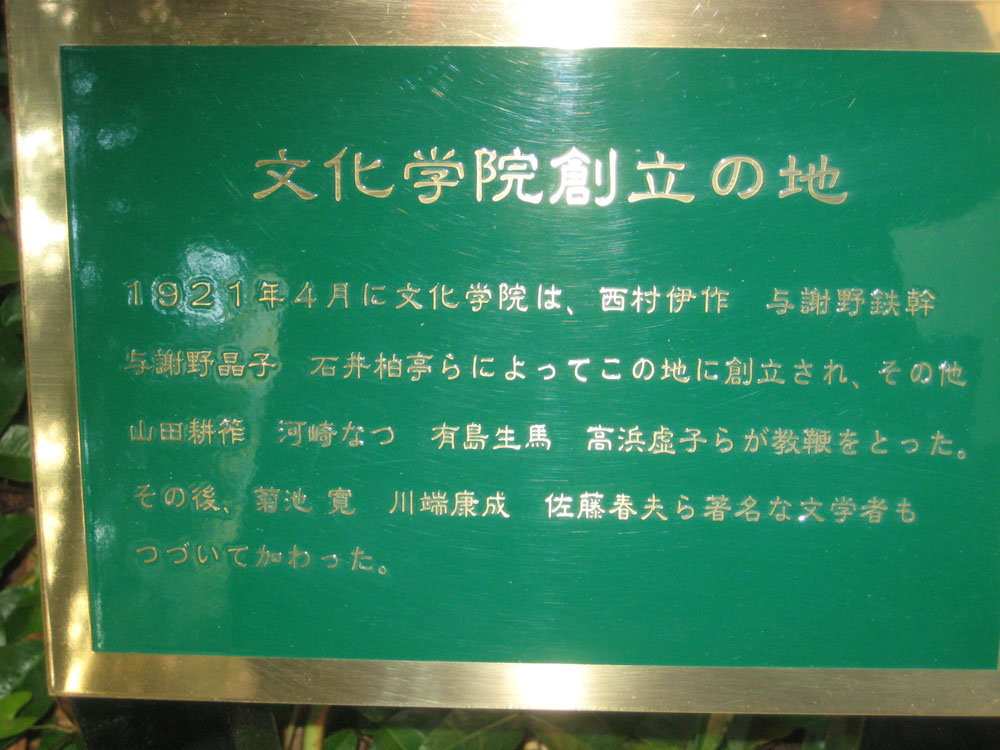 文化学院創立の地
1921年4月に文化学院は、西村伊作　与謝野鉄幹
与謝野晶子　石井柏亭らによってこの地に創立され、その他
山田耕筰　河崎なつ　有島生馬　高浜虚子らが教鞭をとった。
その後、菊池 寛　川端康成　佐藤春夫ら著名な文学者も
つづいて加わった。